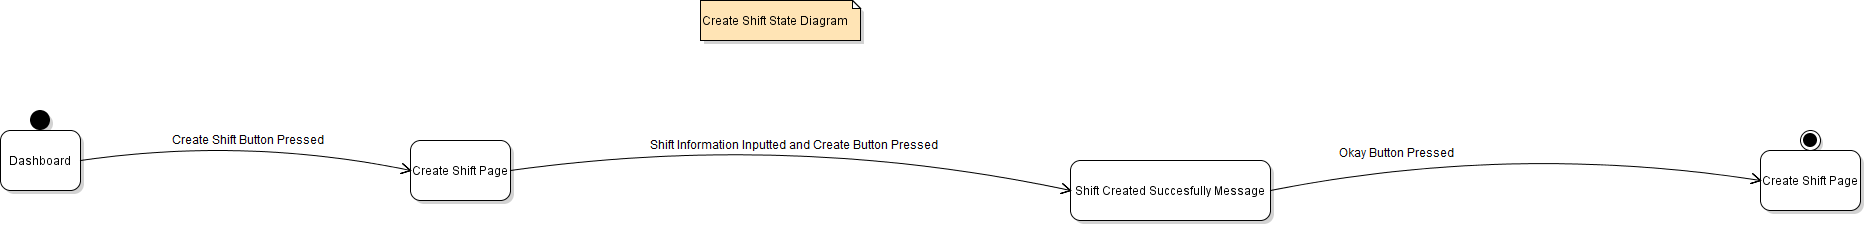 Create Shift State Diagram
Create Shift Button Pressed
Shift Information Inputted and Create Button Pressed
Okay Button Pressed
Dashboard
Create Shift Page
Shift Created Succesfully Message
Create Shift Page